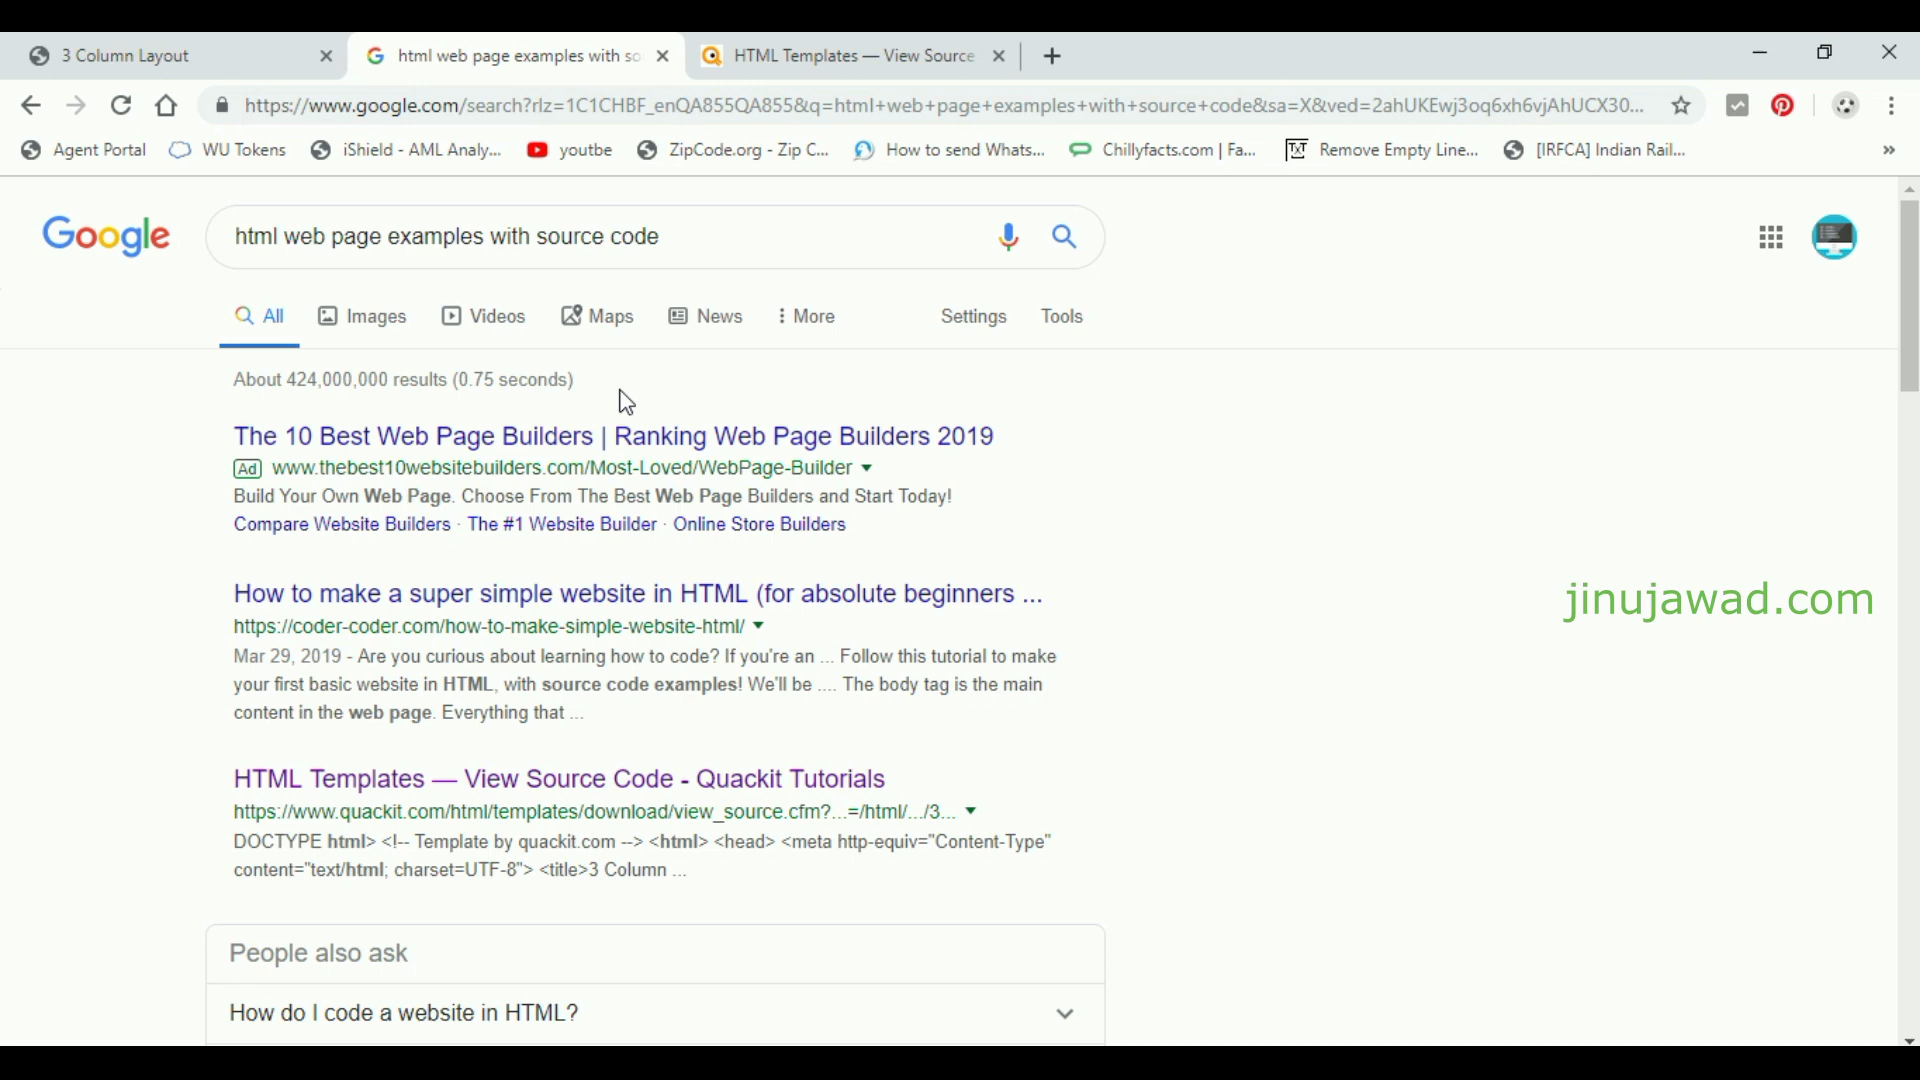 3 Column Layout
html web page examples with so
HTML Templates — View Source
https://www.google.com/search?rlz=1C1CHBF_enQA855QA855&q=html+web+page+examples+with+source+code&sa=X&ved=2ahUKEwj3oq6xh6vjAhUCX30...
Agent Portal
WU Tokens
iShield - AML Analy...
youtbe
ZipCode.org - Zip C...
How to send Whats...
Chillyfacts.com | Fa...
TxT
Remove Empty Line...
[IRFCA] Indian Rail...
»
Google
html web page examples with source code
All
Images
Videos
Maps
News
More
Settings
Tools
About 424,000,000 results (0.75 seconds)
The 10 Best Web Page Builders | Ranking Web Page Builders 2019
Ad www.thebest10websitebuilders.com/Most-Loved/WebPage-Builder
Build Your Own Web Page. Choose From The Best Web Page Builders and Start Today!
Compare Website Builders · The #1 Website Builder · Online Store Builders
How to make a super simple website in HTML (for absolute beginners ...
https://coder-coder.com/how-to-make-simple-website-html/
Mar 29, 2019 - Are you curious about learning how to code? If you're an ... Follow this tutorial to make
your first basic website in HTML, with source code examples! We'll be .... The body tag is the main
content in the web page. Everything that ...
jinujawad.com
HTML Templates — View Source Code - Quackit Tutorials
https://www.quackit.com/html/templates/download/view_source.cfm?...=/html/.../3...
DOCTYPE html> <!-- Template by quackit.com --> <html> <head> <meta http-equiv="Content-Type"
content="text/html; charset=UTF-8"> <title>3 Column ...
People also ask
How do I code a website in HTML?